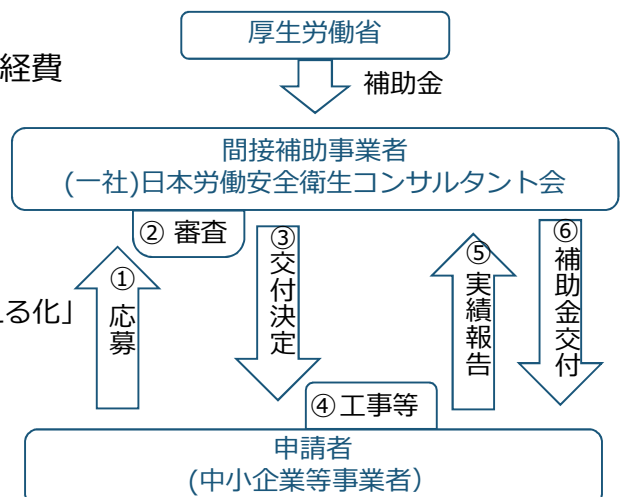 厚生労働省
経費
補助金
間接補助事業者
(一社)日本労働安全衛生コンサルタント会
② 審査
①応募
③交付決定
⑤実績報告
⑥補助金交付
る化」
④工事等
申請者
(中小企業等事業者）